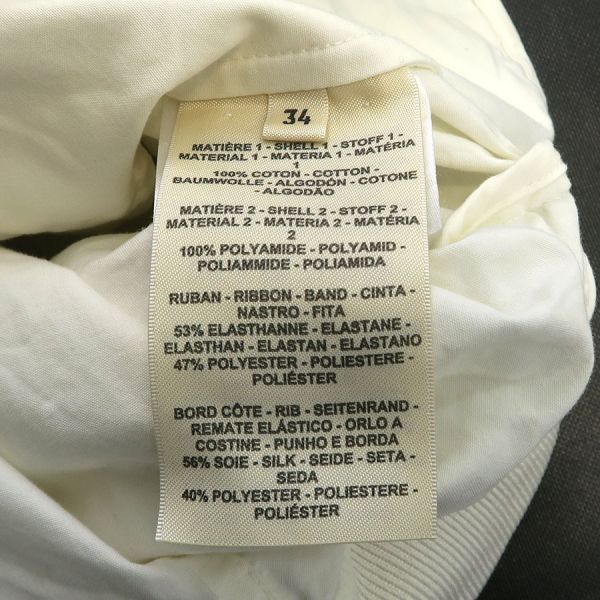 34
MATIÈRE 1 - SHELL 1 - STOFF 1 -
MATERIAL 1 - MATERIA 1 - MATÉRIA
1
100% COTON - COTTON -
BAUMWOLLE - ALGODÓN - COTONE
- ALGODÃO
MATIÈRE 2 - SHELL 2 - STOFF 2 -
MATERIAL 2 - MATERIA 2 - MATÉRIA
2
100% POLYAMIDE - POLYAMID -
POLIAMMIDE - POLIAMIDA
RUBAN - RIBBON - BAND - CINTA -
NASTRO - FITA
53% ELASTHANNE - ELASTANE -
ELASTHAN - ELASTAN - ELASTANO
47% POLYESTER - POLIESTERE -
POLIÉSTER
BORD CÔTE - RIB - SEITENRAND -
REMATE ELÁSTICO - ORLO A
COSTINE - PUNHO E BORDA
56% SOIE - SILK - SEIDE - SETA -
SEDA
40% POLYESTER - POLIESTERE -
POLIÉSTER